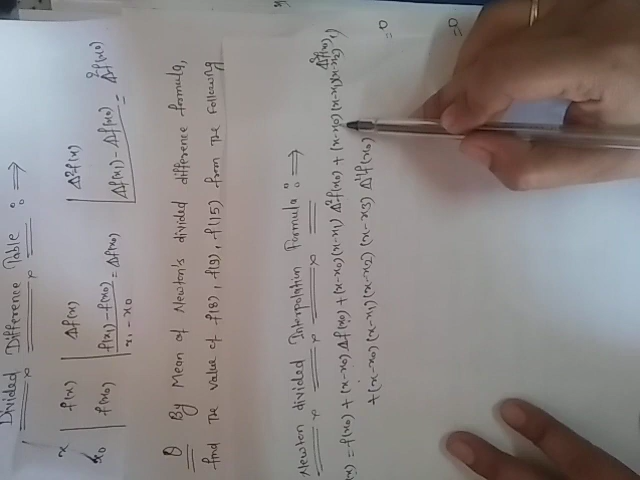 Divided Difference Table :⇒
x | f(x) | Δf(x) | Δ²f(x)
x₀ | f(x₀) | f(x₁) - f(x₀) / x₁ - x₀ = Δf(x₀) | Δf(x₁) - Δf(x₀) = Δ²f(x₀)
Q By Mean of Newton's divided difference formula,
find The value of f(8), f(9), f(15) from The following
Newton divided Interpolation Formula :⇒
(x) = f(x₀) + (x-x₀) Δf(x₀) + (x-x₀)(x-x₁) Δ²f(x₀) + (x-x₀)(x-x₁)(x-x₂)
+ (x-x₀)(x-x₁)(x-x₂)(x-x₃) Δ⁴f(x₀)
=0
=0